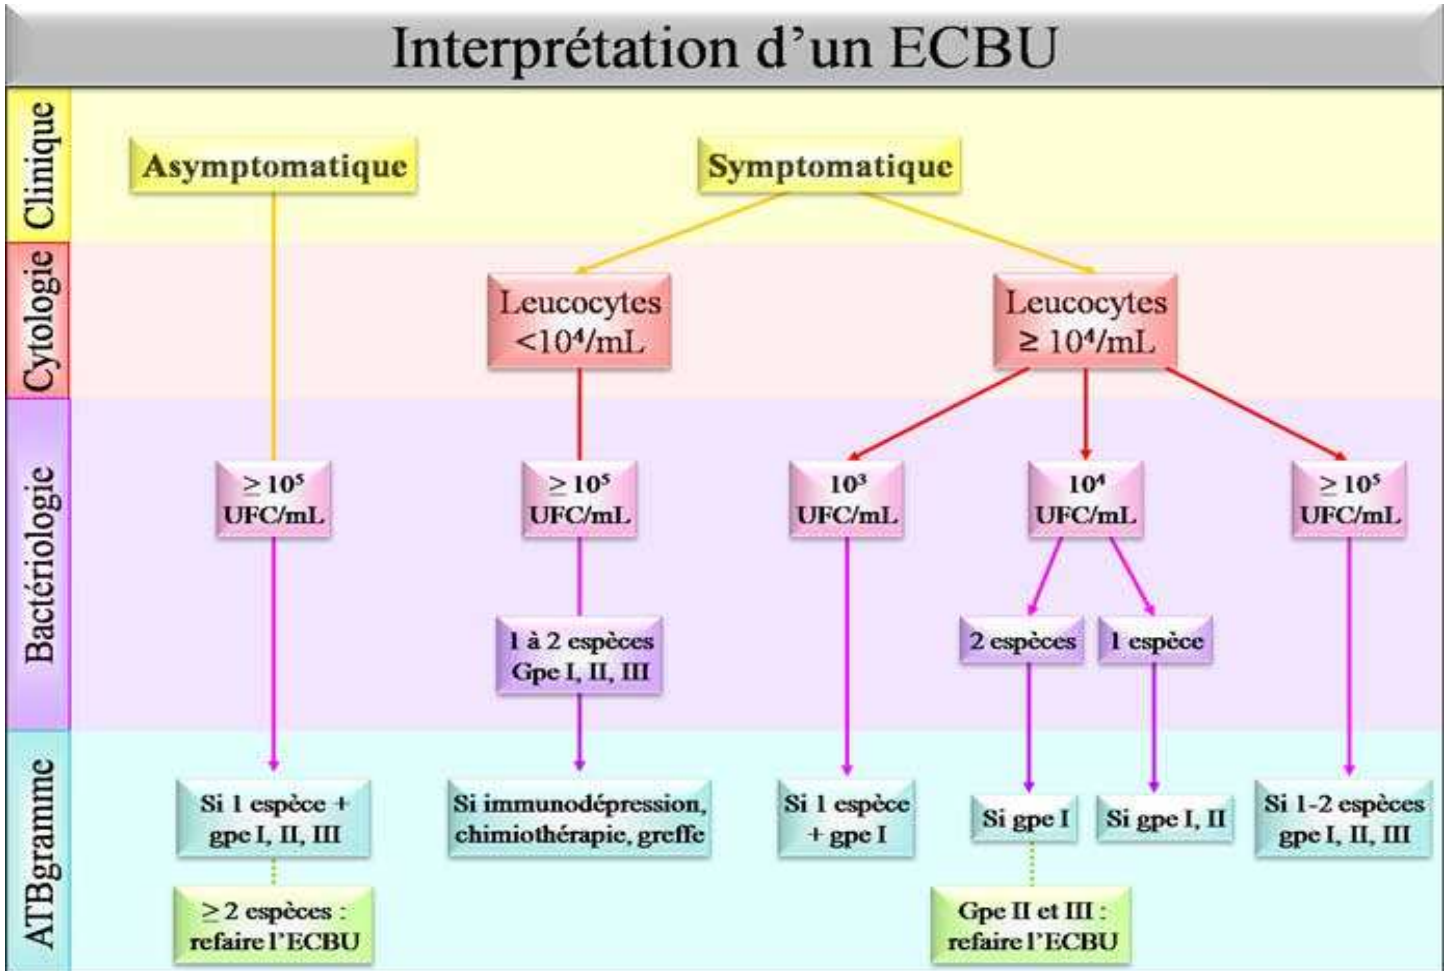 Interprétation d'un ECBU
Clinique
Asymptomatique
Symptomatique
Cytologie
Leucocytes
<10⁴/mL
Leucocytes
≥ 10⁴/mL
Bactériologie
≥ 10⁵
UFC/mL
≥ 10⁵
UFC/mL
10³
UFC/mL
10⁴
UFC/mL
≥ 10⁵
UFC/mL
1 à 2 espèces
Gpe I, II, III
2 espèces
1 espèce
ATBgramme
Si 1 espèce +
gpe I, II, III
Si immunodépression,
chimiothérapie, greffe
Si 1 espèce
+ gpe I
Si gpe I
Si gpe I, II
Si 1-2 espèces
gpe I, II, III
≥ 2 espèces :
refaire l'ECBU
Gpe II et III :
refaire l'ECBU